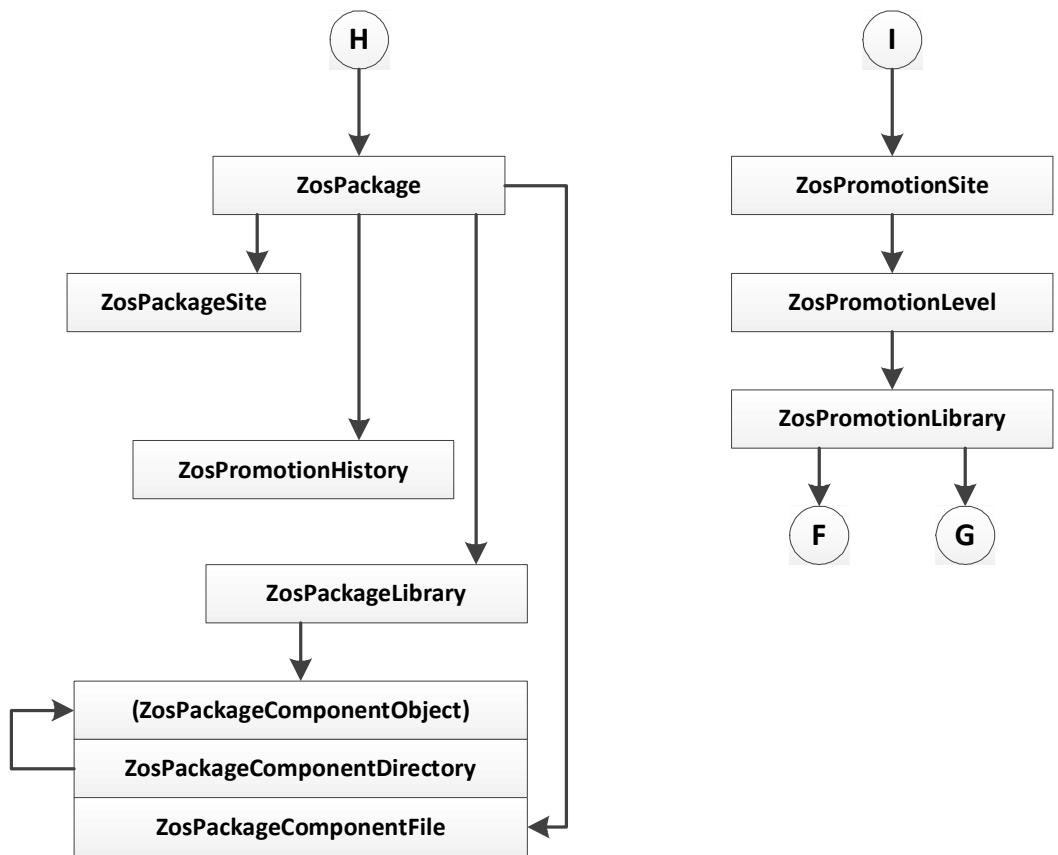 H
ZosPackage
ZosPackageSite
ZosPromotionHistory
ZosPackageLibrary
(ZosPackageComponentObject)
ZosPackageComponentDirectory
ZosPackageComponentFile
I
ZosPromotionSite
ZosPromotionLevel
ZosPromotionLibrary
F
G